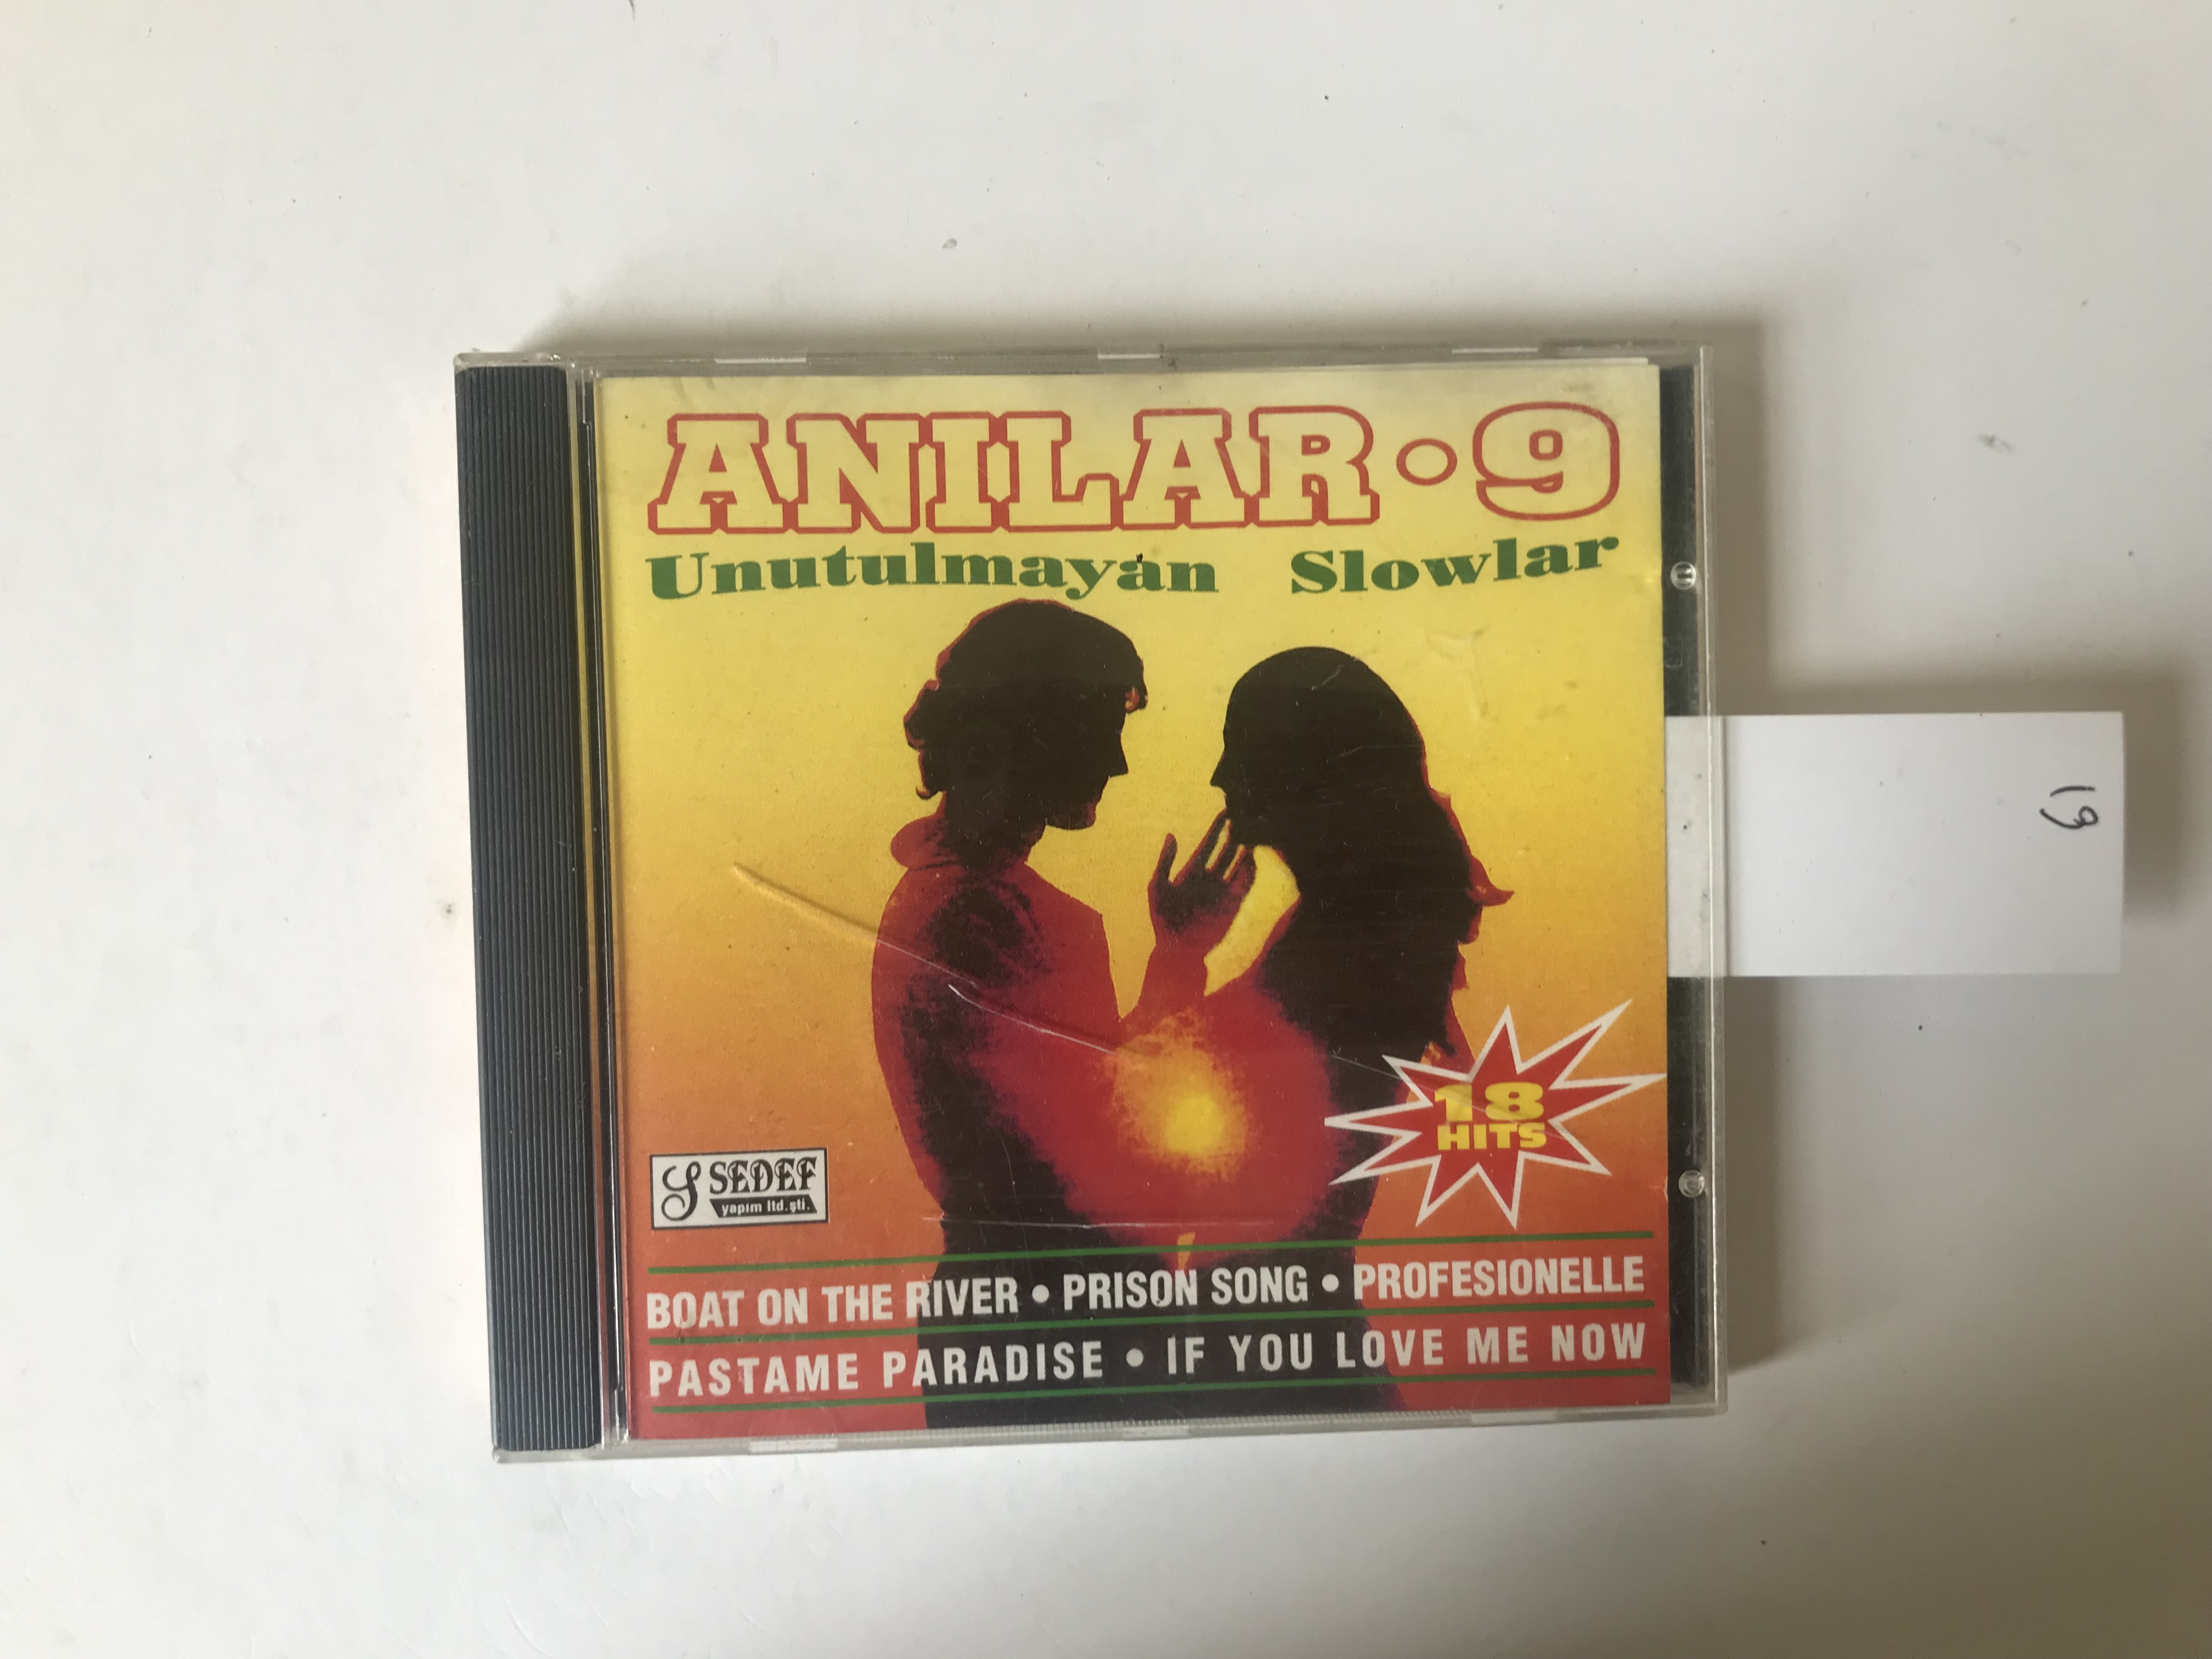 ANILAR • 9
Unutulmayan Slowlar
18
HITS
SEDEF
yapım ltd. şti.
BOAT ON THE RIVER • PRISON SONG • PROFESIONELLE
PASTAME PARADISE • IF YOU LOVE ME NOW
19